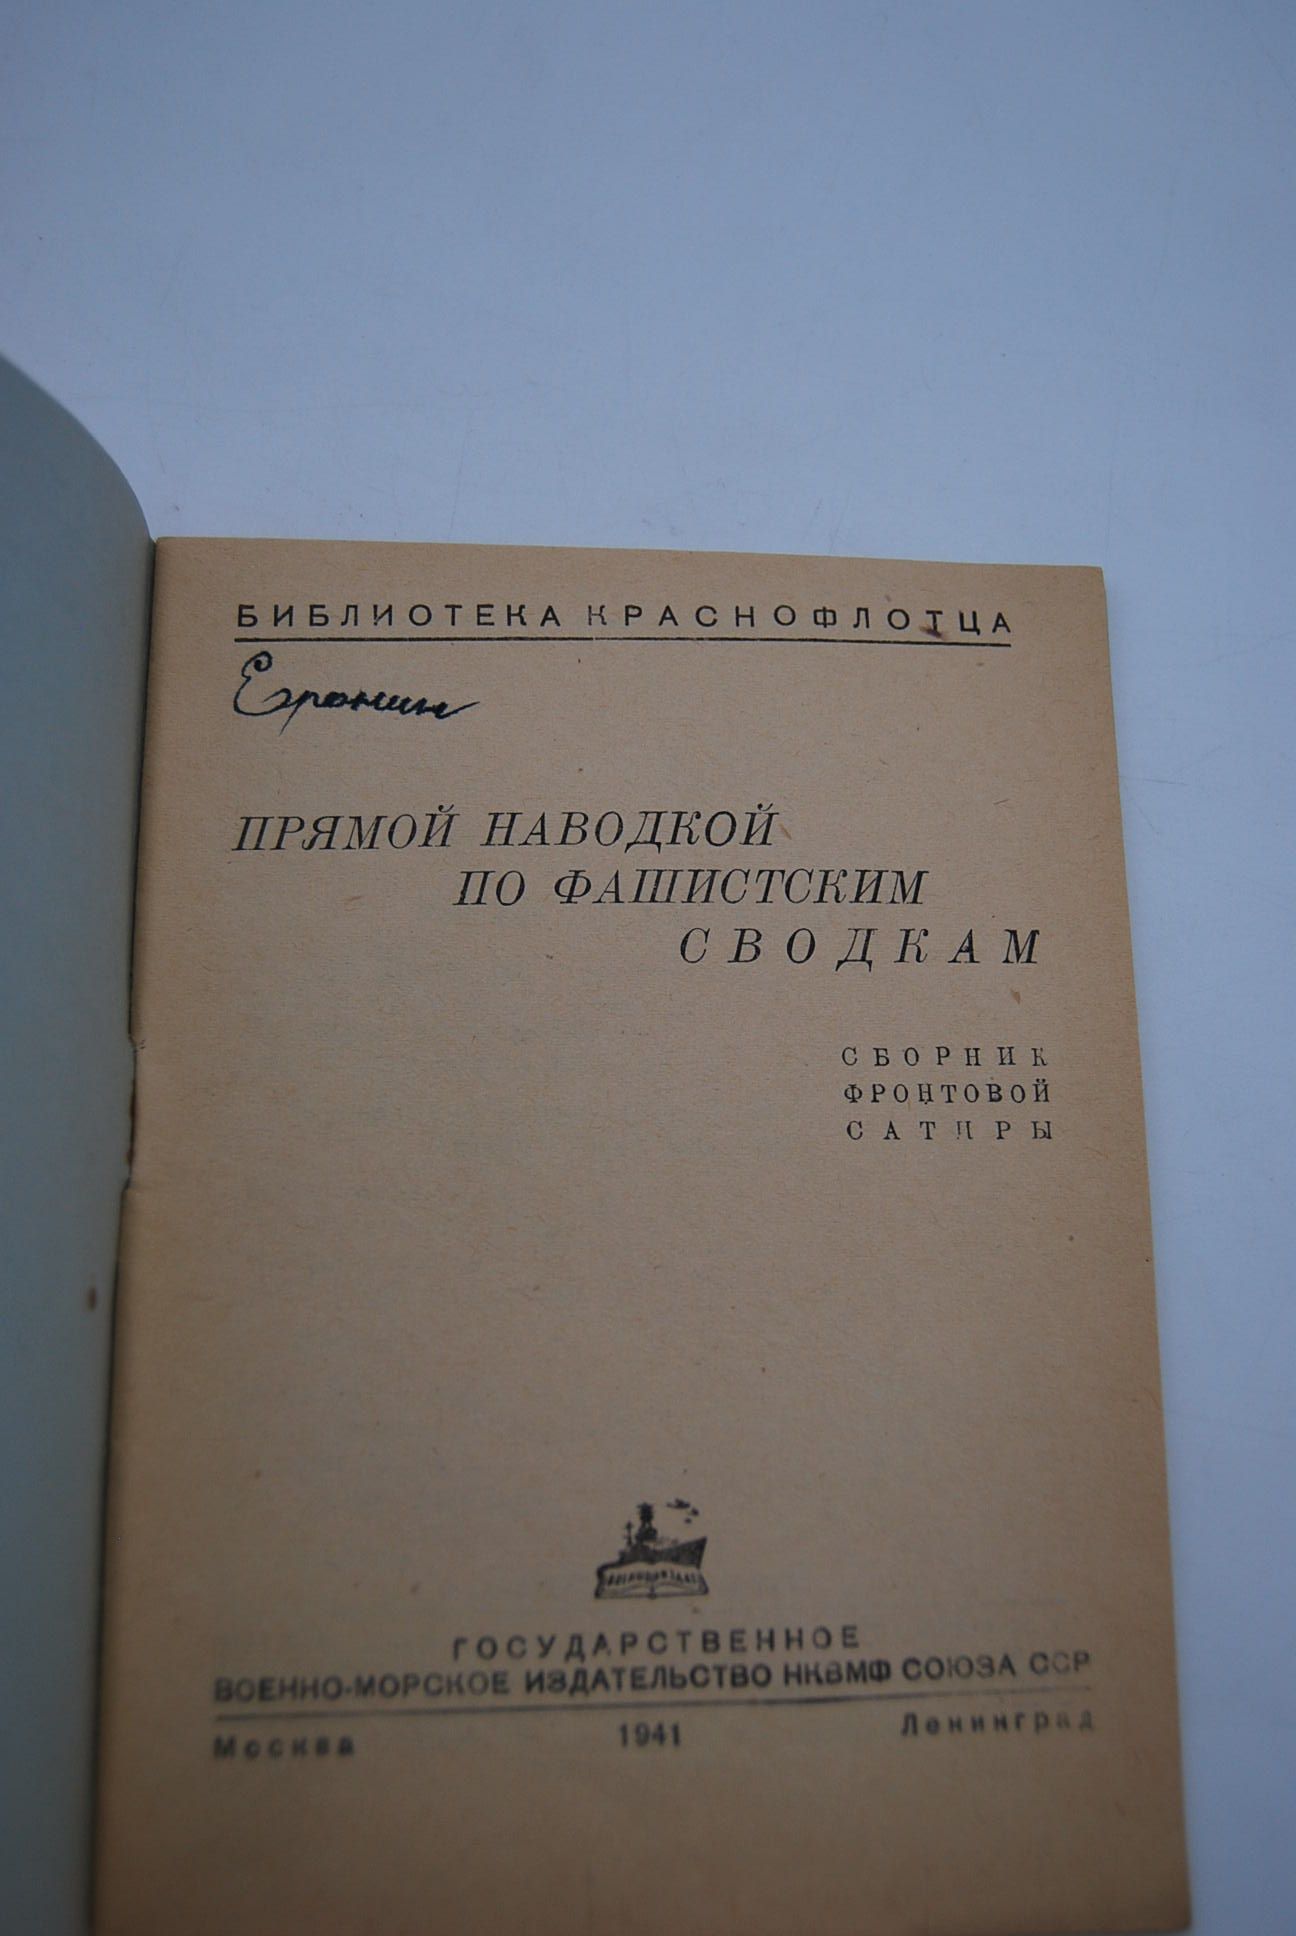 БИБЛИОТЕКА КРАСНОФЛОТЦА
Еронин
ПРЯМОЙ НАВОДКОЙ
ПО ФАШИСТСКИМ
СВОДКАМ
СБОРНИК
ФРОНТОВОЙ
САТИРЫ
ГОСУДАРСТВЕННОЕ
ВОЕННО-МОРСКОЕ ИЗДАТЕЛЬСТВО НКВМФ СОЮЗА ССР
Москва 1941 Ленинград